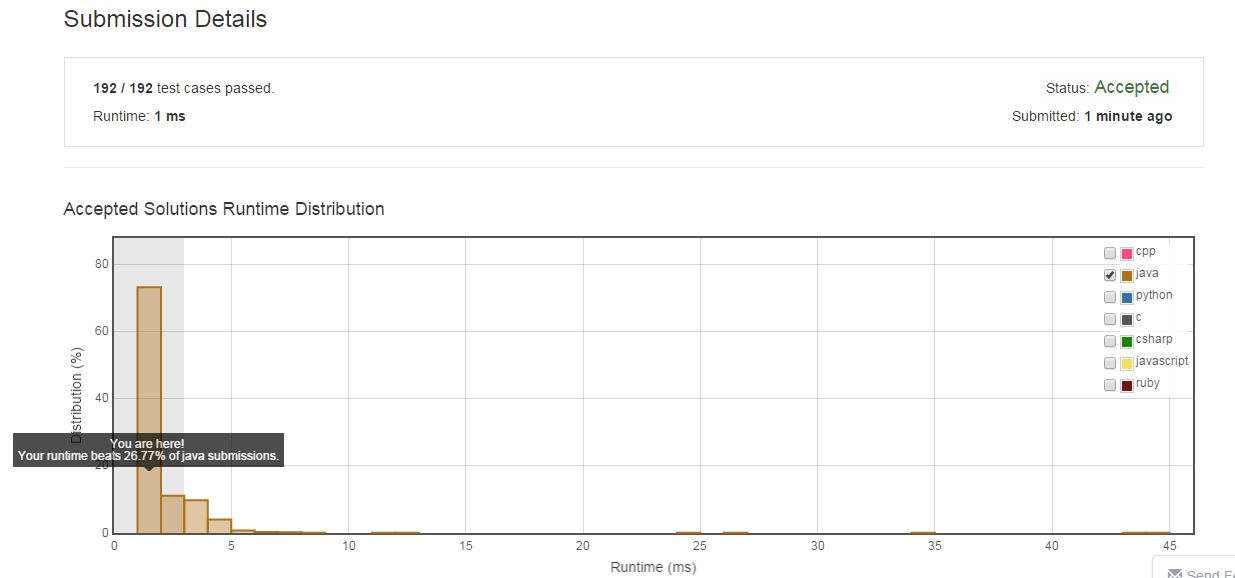 Submission Details
192 / 192 test cases passed.
Status: Accepted
Runtime: 1 ms
Submitted: 1 minute ago
Accepted Solutions Runtime Distribution
80
60
40
20
0
Distribution (%)
You are here!
Your runtime beats 26.77% of java submissions.
cpp
java
python
c
csharp
javascript
ruby
0
5
10
15
20
25
30
35
40
45
Runtime (ms)
Send